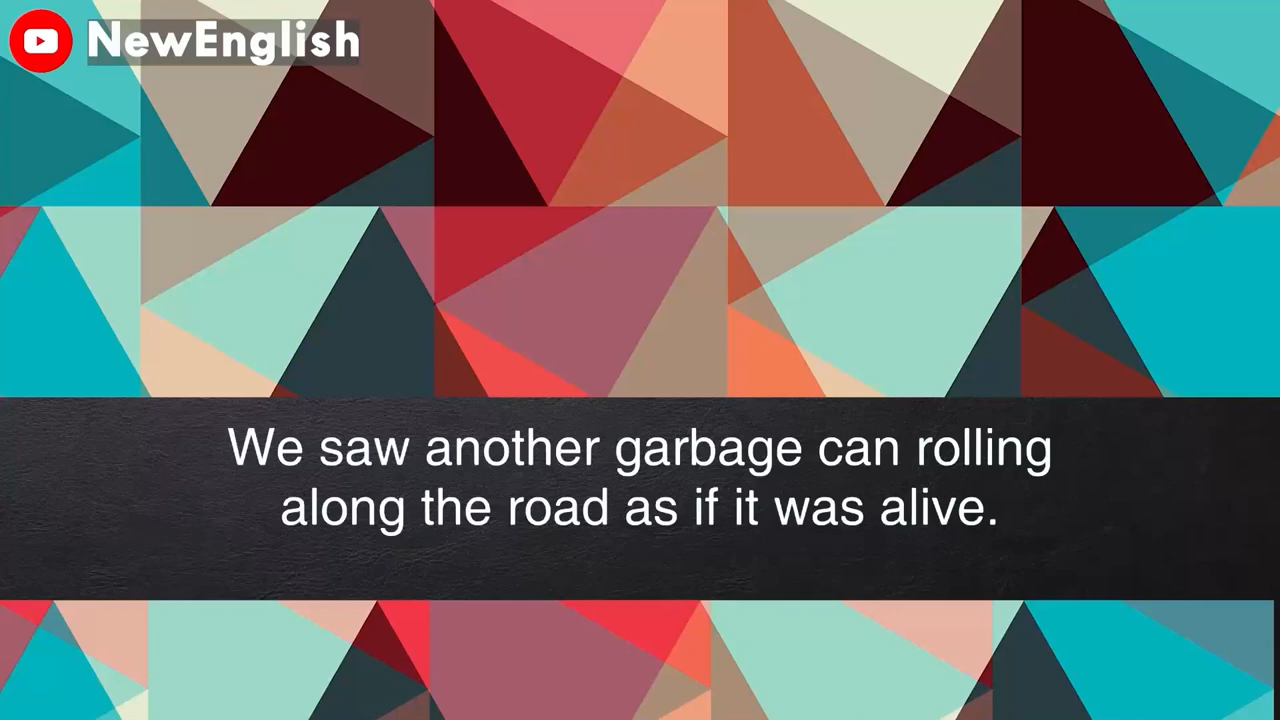 NewEnglish
We saw another garbage can rolling
along the road as if it was alive.